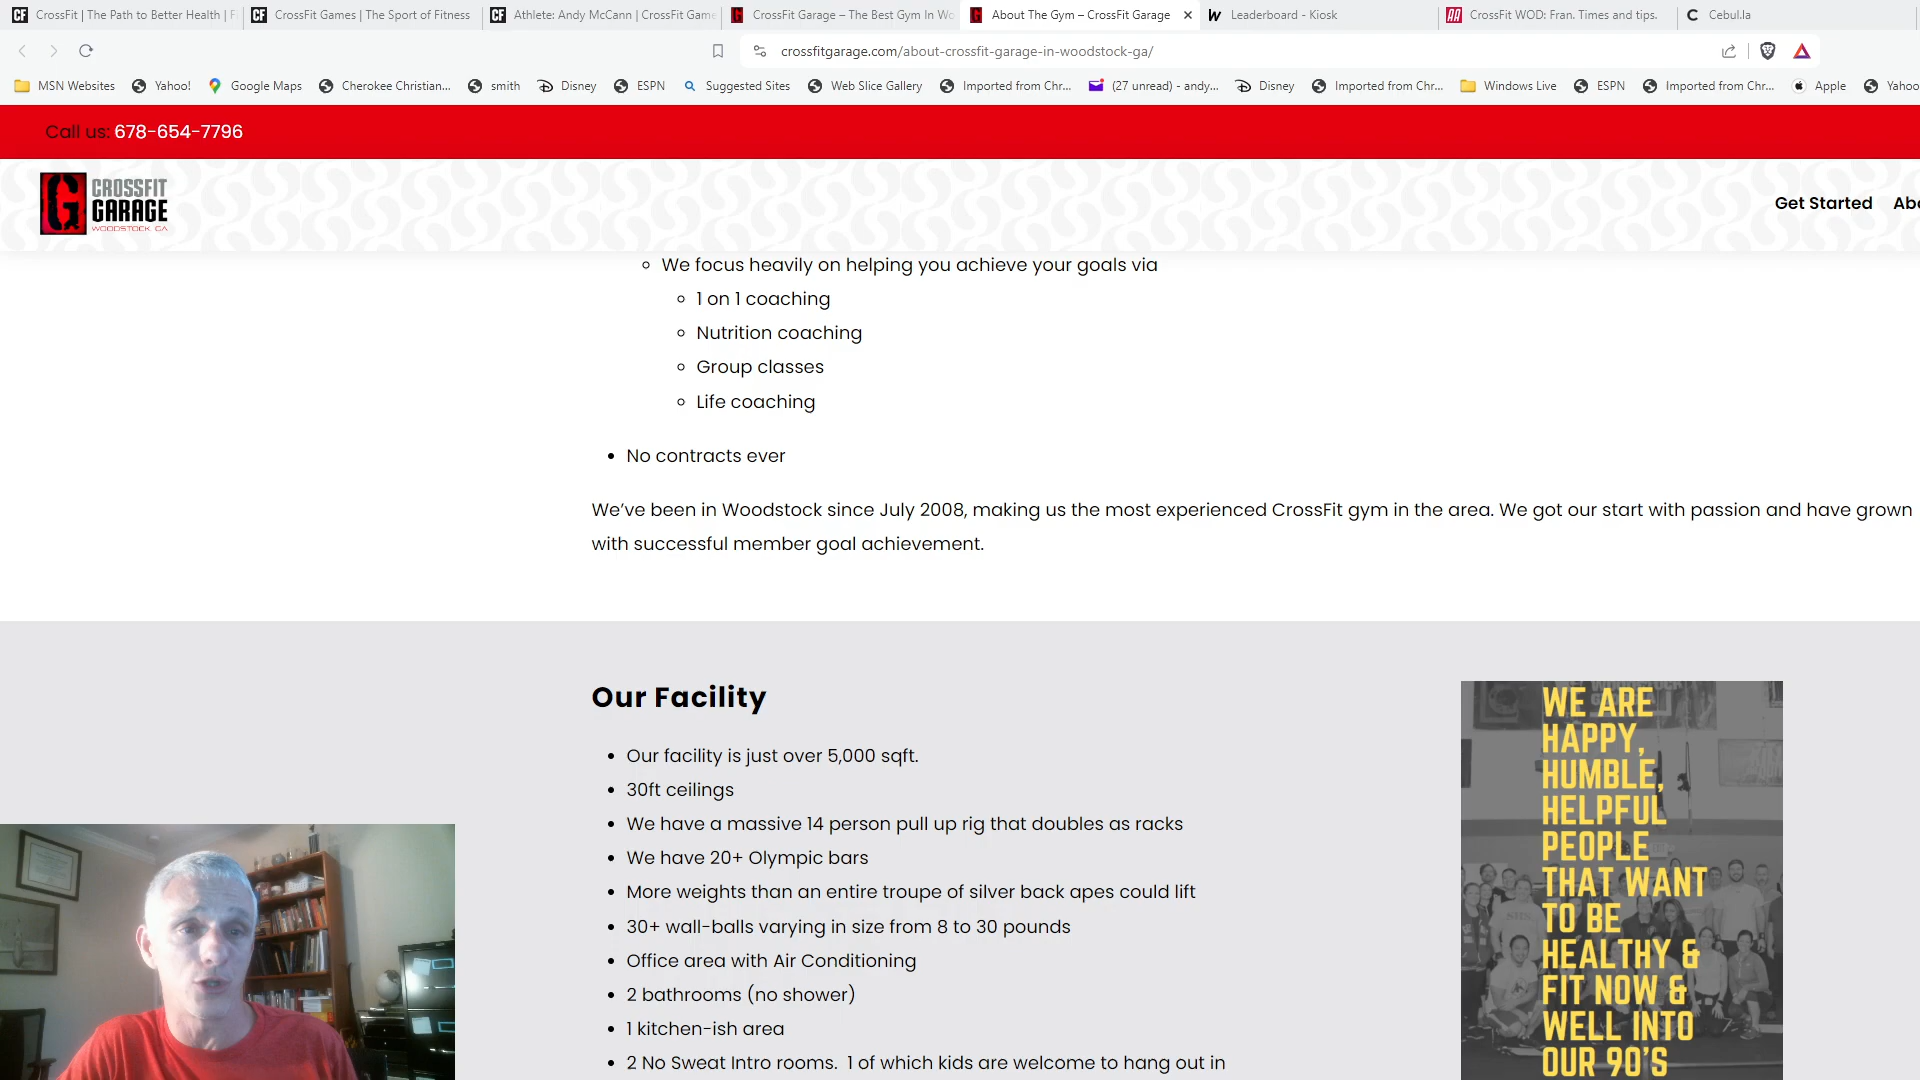 CrossFit | The Path to Better Health | F
CrossFit Games | The Sport of Fitness
Athlete: Andy McCann | CrossFit Game
CrossFit Garage – The Best Gym In Wo
About The Gym – CrossFit Garage
Leaderboard - Kiosk
CrossFit WOD: Fran. Times and tips.
Cebul.la
crossfitgarage.com/about-crossfit-garage-in-woodstock-ga/
MSN Websites
Yahoo!
Google Maps
Cherokee Christian...
smith
Disney
ESPN
Suggested Sites
Web Slice Gallery
Imported from Chr...
(27 unread) - andy...
Disney
Imported from Chr...
Windows Live
ESPN
Imported from Chr...
Apple
Yahoo
Call us: 678-654-7796
CROSSFIT
GARAGE
WOODSTOCK, GA
Get Started
Abo
We focus heavily on helping you achieve your goals via
1 on 1 coaching
Nutrition coaching
Group classes
Life coaching
No contracts ever
We’ve been in Woodstock since July 2008, making us the most experienced CrossFit gym in the area. We got our start with passion and have grown
with successful member goal achievement.
Our Facility
Our facility is just over 5,000 sqft.
30ft ceilings
We have a massive 14 person pull up rig that doubles as racks
We have 20+ Olympic bars
More weights than an entire troupe of silver back apes could lift
30+ wall-balls varying in size from 8 to 30 pounds
Office area with Air Conditioning
2 bathrooms (no shower)
1 kitchen-ish area
2 No Sweat Intro rooms.  1 of which kids are welcome to hang out in
WE ARE
HAPPY,
HUMBLE,
HELPFUL
PEOPLE
THAT WANT
TO BE
HEALTHY &
FIT NOW &
WELL INTO
OUR 90'S